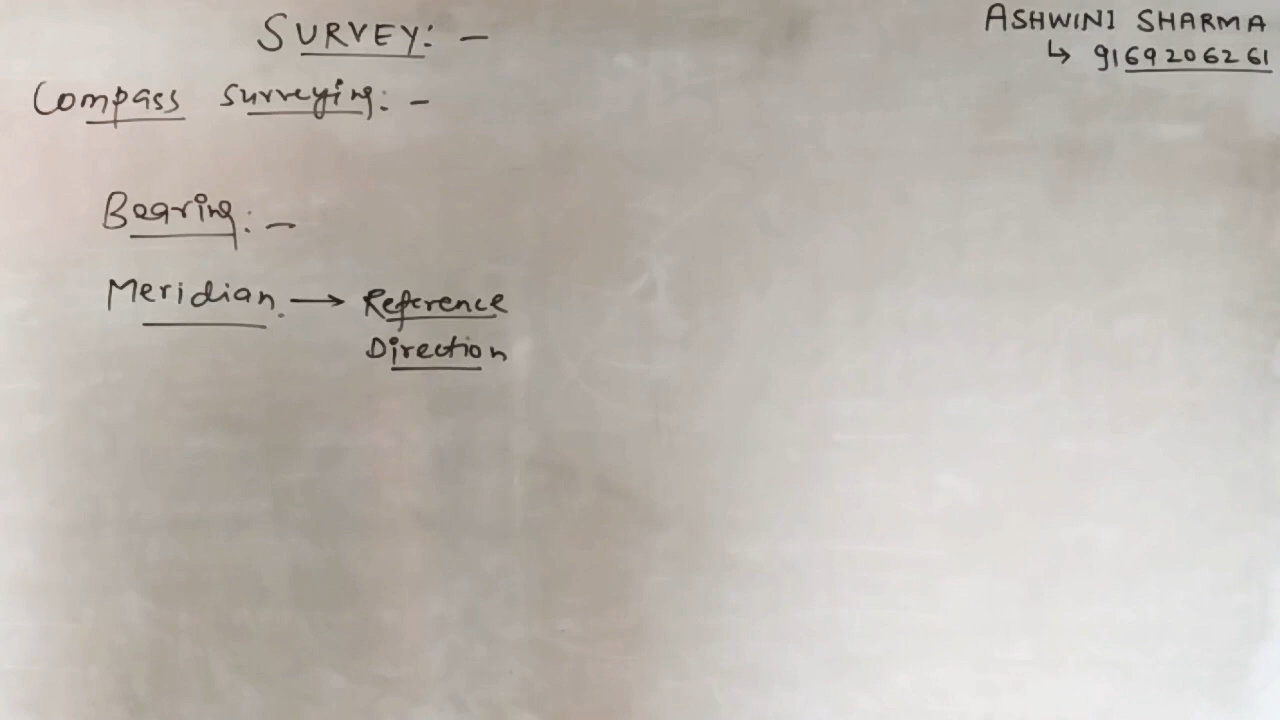 SURVEY: -
ASHWINI SHARMA
↳ 9169206261
Compass surveying: -
Bearing: -
Meridian. → Reference
Direction